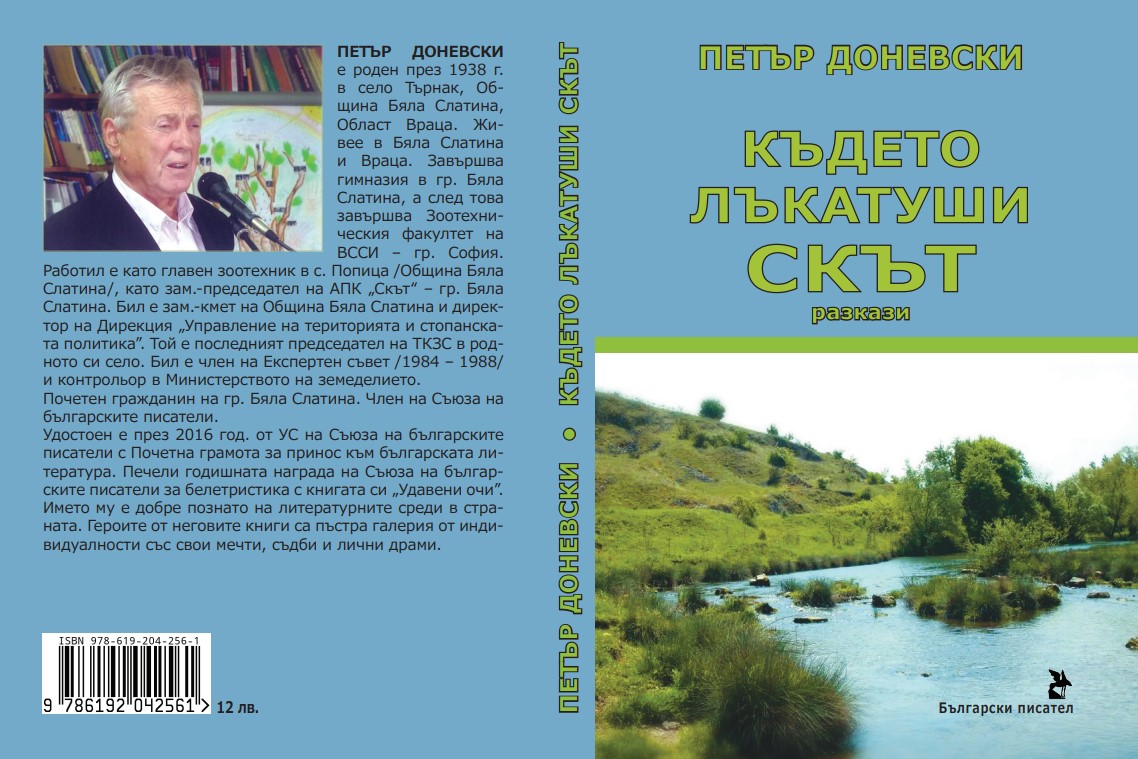 ПЕТЪР ДОНЕВСКИ
е роден през 1938 г.
в село Търнак, Об-
щина Бяла Слатина,
Област Враца. Жи-
вее в Бяла Слатина
и Враца. Завършва
гимназия в гр. Бяла
Слатина, а след това
завършва Зоотехни-
ческия факултет на
ВССИ – гр. София.
Работил е като главен зоотехник в с. Попица /Община Бяла
Слатина/, като зам.-председател на АПК „Скът“ – гр. Бяла
Слатина. Бил е зам.-кмет на Община Бяла Слатина и дирек-
тор на Дирекция „Управление на територията и стопанска-
та политика”. Той е последният председател на ТКЗС в род-
ното си село. Бил е член на Експертен съвет /1984 – 1988/
и контрольор в Министерството на земеделието.
Почетен гражданин на гр. Бяла Слатина. Член на Съюза на
българските писатели.
Удостоен е през 2016 год. от УС на Съюза на българските
писатели с Почетна грамота за принос към българската ли-
тература. Печели годишната награда на Съюза на българ-
ските писатели за белетристика с книгата си „Удавени очи”.
Името му е добре познато на литературните среди в стра-
ната. Героите от неговите книги са пъстра галерия от инди-
видуалности със свои мечти, съдби и лични драми.
ISBN 978-619-204-256-1
9 786192 042561 >
12 лв.
ПЕТЪР ДОНЕВСКИ • КЪДЕТО ЛЪКАТУШИ СКЪТ
ПЕТЪР ДОНЕВСКИ
КЪДЕТО
ЛЪКАТУШИ
СКЪТ
разкази
Български писател